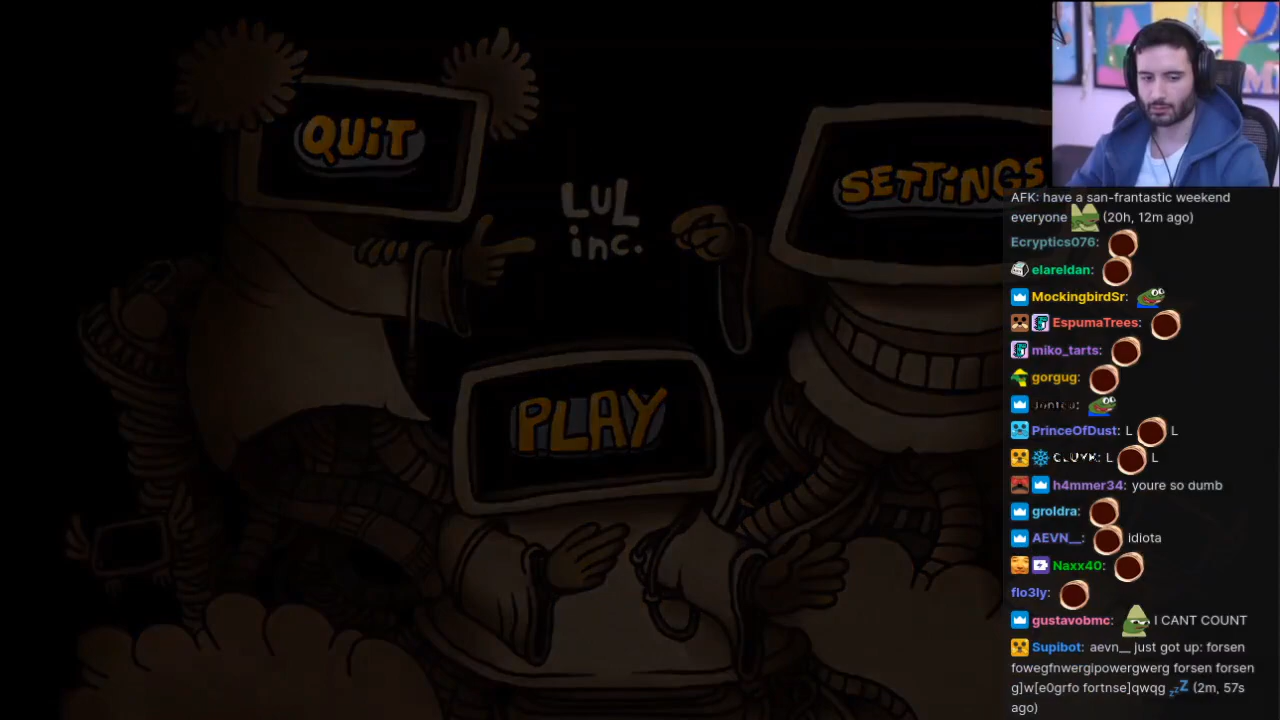 QUiT
SETTiNGS
LUL
inc.
PLAY
AFK: have a san-frantastic weekend
everyone (20h, 12m ago)
Ecryptics076:
elareldan:
MockingbirdSr:
EspumaTrees:
miko_tarts:
gorgug:
PrinceOfDust: L L
L L
h4mmer34: youre so dumb
groldra:
AEVN__: idiota
Naxx40:
flo3ly:
gustavobmc: I CANT COUNT
Supibot: aevn__ just got up: forsen
fowegfnwergipowergwerg forsen forsen
g]w[e0grfo fortnse]qwqg zzZ (2m, 57s
ago)